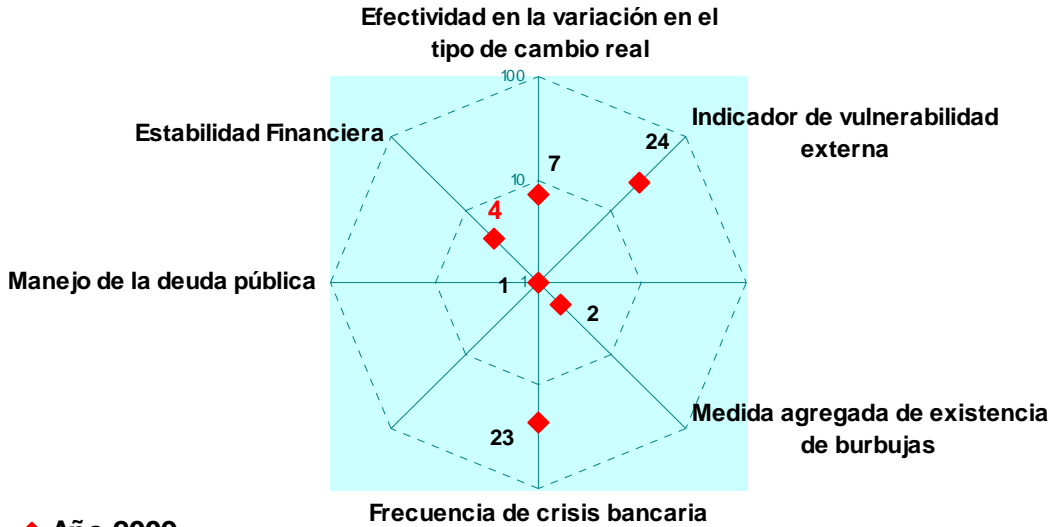 Efectividad en la variación en el
tipo de cambio real
100
Indicador de vulnerabilidad
externa
Estabilidad Financiera
24
7
10
4
Manejo de la deuda pública
1
1
2
Medida agregada de existencia
de burbujas
23
Frecuencia de crisis bancaria